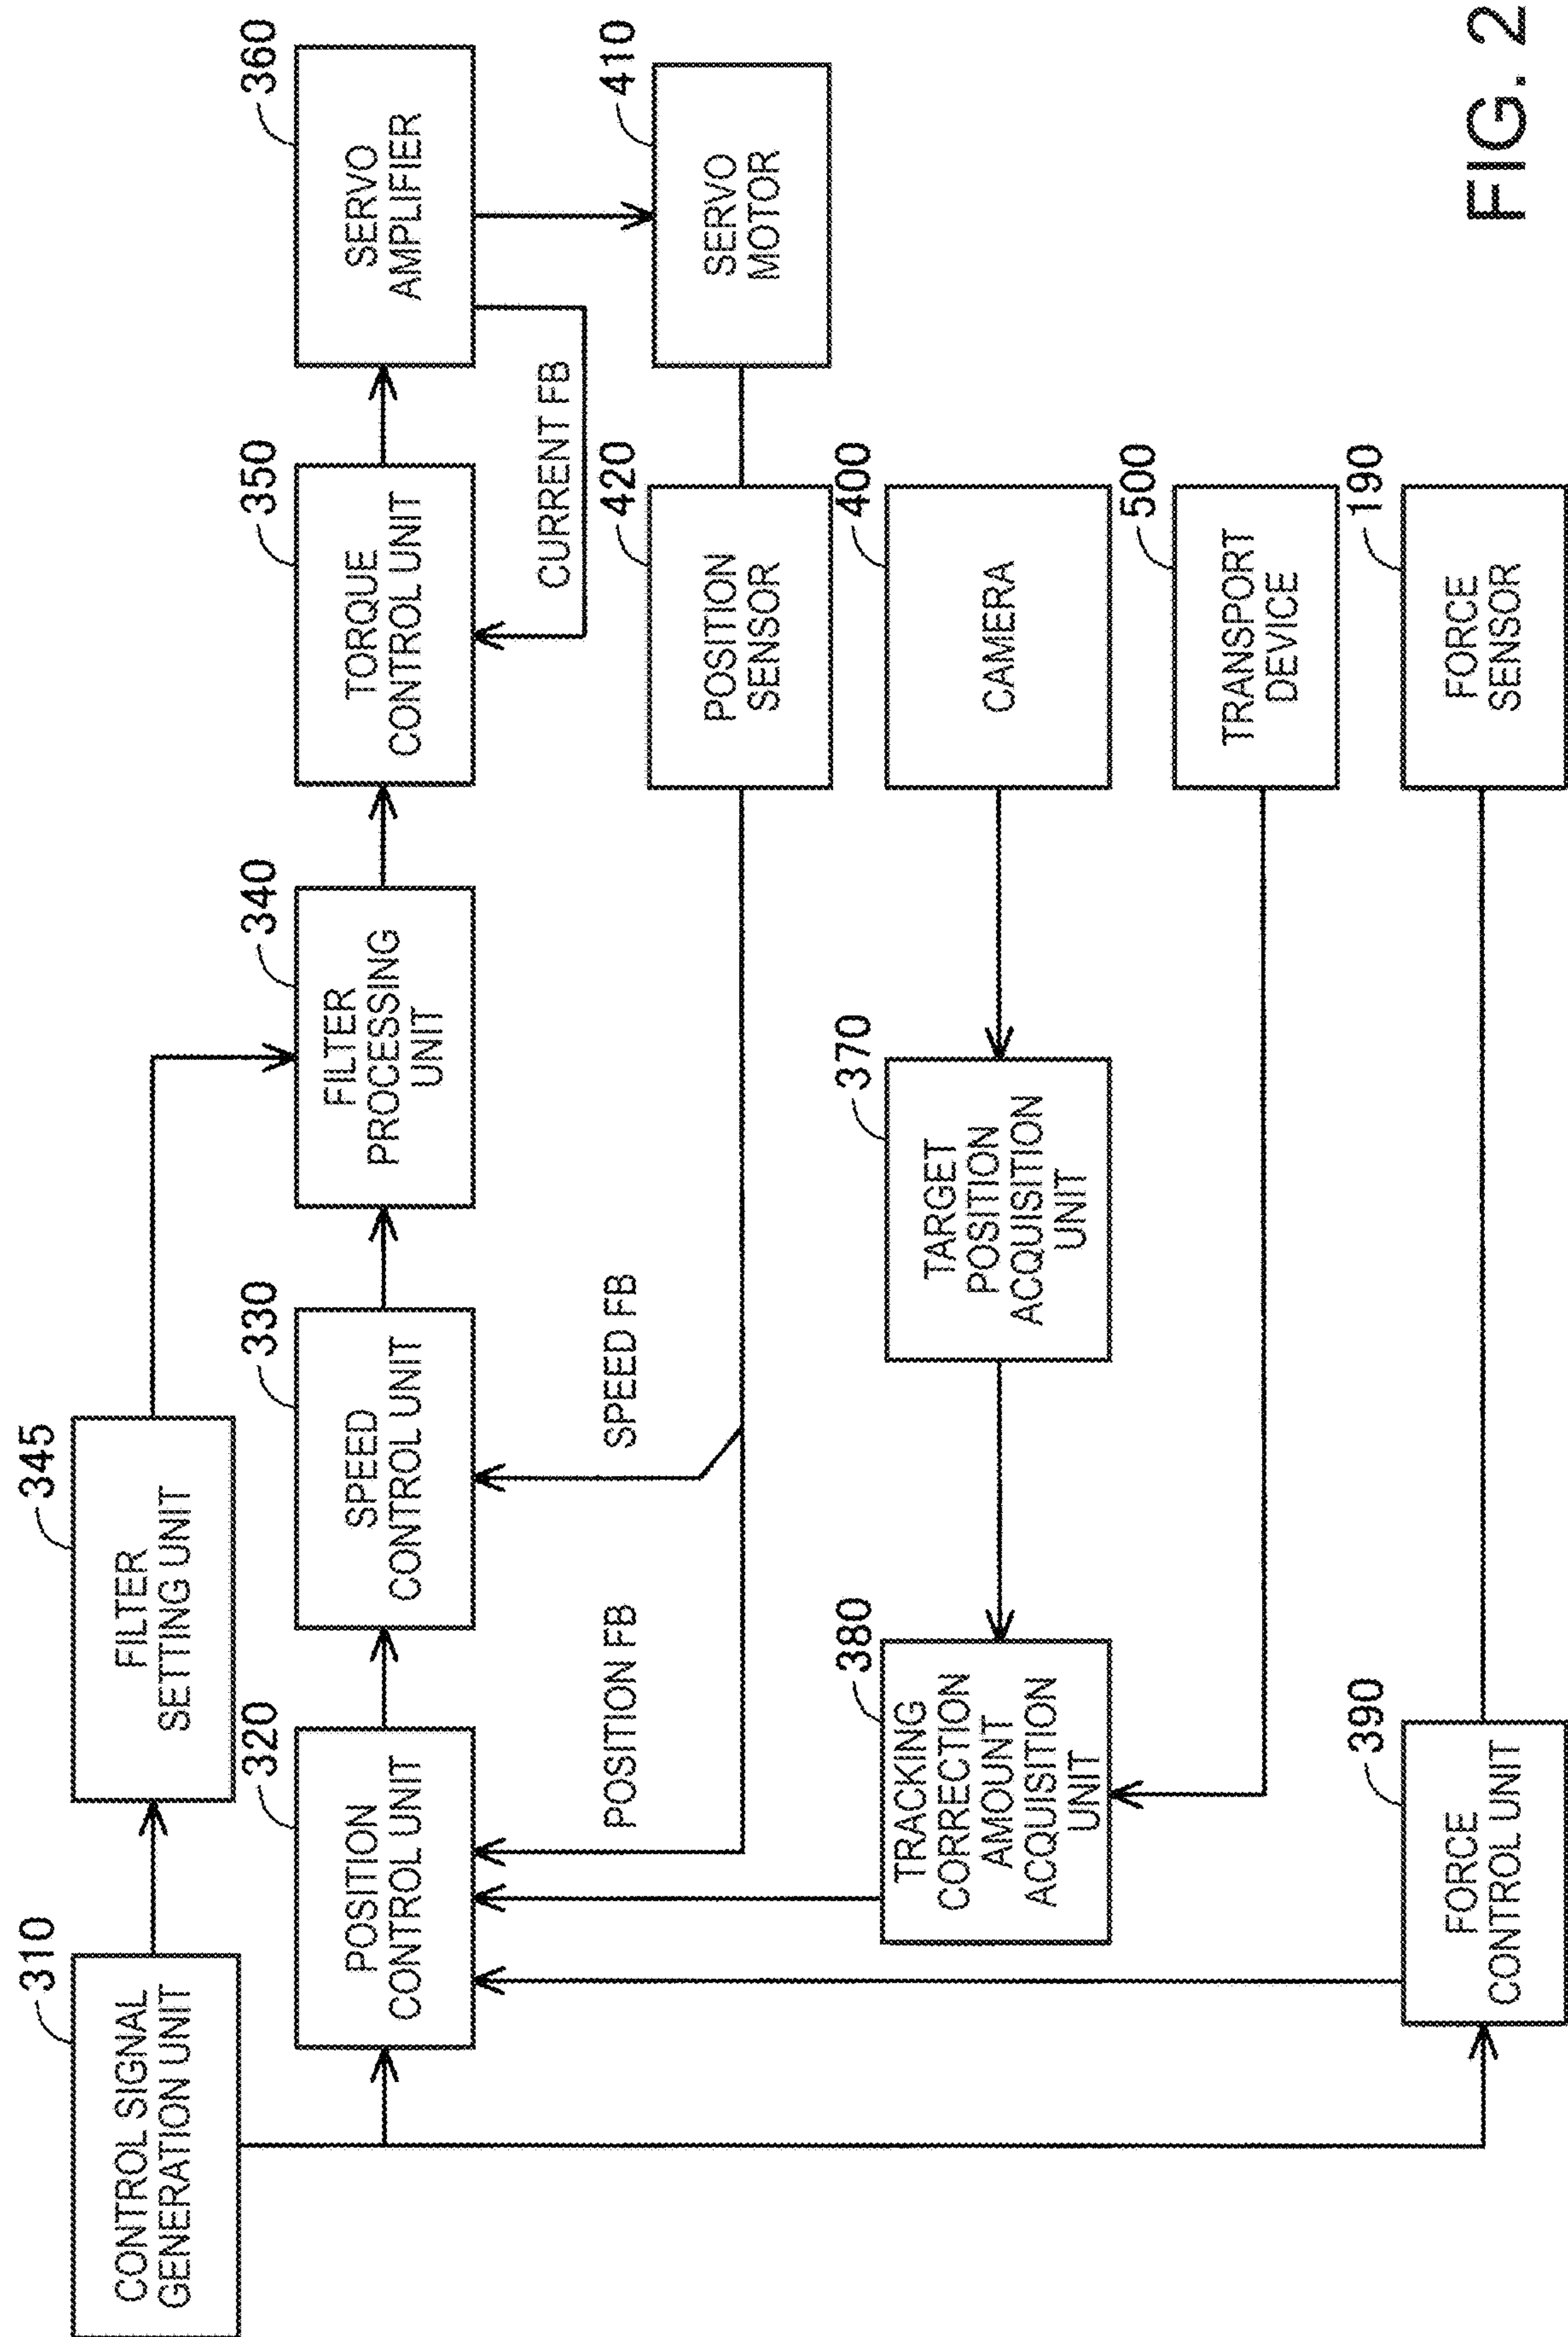 310
CONTROL SIGNAL
GENERATION UNIT
345
FILTER
SETTING UNIT
320
POSITION
CONTROL UNIT
330
SPEED
CONTROL UNIT
340
FILTER
PROCESSING
UNIT
350
TORQUE
CONTROL UNIT
360
SERVO
AMPLIFIER
CURRENT FB
POSITION FB
SPEED FB
420
POSITION
SENSOR
410
SERVO
MOTOR
380
TRACKING
CORRECTION
AMOUNT
ACQUISITION
UNIT
370
TARGET
POSITION
ACQUISITION
UNIT
400
CAMERA
500
TRANSPORT
DEVICE
390
FORCE
CONTROL UNIT
190
FORCE
SENSOR
FIG. 2